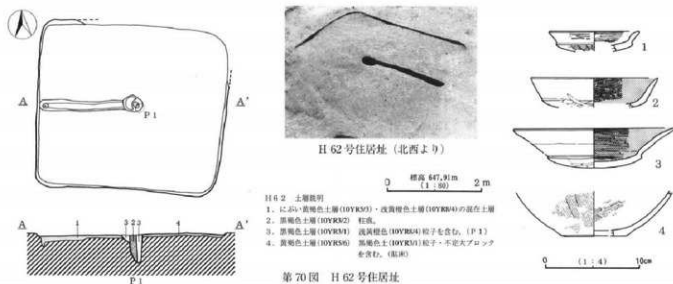 A
A'
P1
A
1
3 2 3
4
A'
P1
H62号住居址（北西より）
標高 647.91m
0 (1：80) 2m
H62 土層説明
1. にぶい黄褐色土層(10YR5/3)・浅黄橙色土層(10YR8/4)の混在土層
2. 黒褐色土層(10YR3/2) 柱痕。
3. 黒褐色土層(10YR3/1) 浅黄橙色(10YR8/4)粒子を含む。(P1)
4. 黄褐色土層(10YR5/6) 黒褐色土(10YR3/1)粒子・不定大ブロック
を含む。(貼床)
第70図 H62号住居址
1
2
3
4
0 (1：4) 10cm